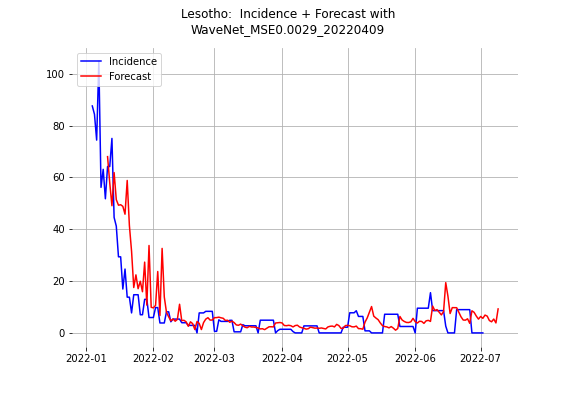 Lesotho:  Incidence + Forecast with
WaveNet_MSE0.0029_20220409
Incidence
Forecast
100
80
60
40
20
0
2022-01 2022-02 2022-03 2022-04 2022-05 2022-06 2022-07